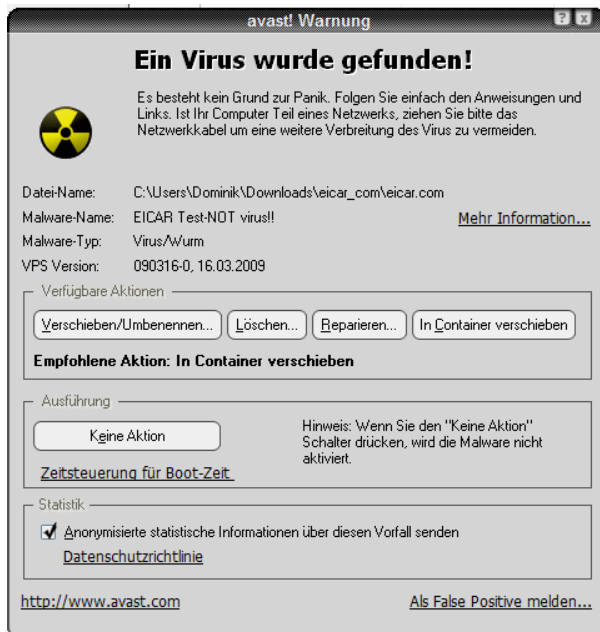 avast! Warnung
Ein Virus wurde gefunden!
Es besteht kein Grund zur Panik. Folgen Sie einfach den Anweisungen und
Links. Ist Ihr Computer Teil eines Netzwerks, ziehen Sie bitte das
Netzwerkkabel um eine weitere Verbreitung des Virus zu vermeiden.
Datei-Name: C:\Users\Dominik\Downloads\eicar_com\eicar.com
Malware-Name: EICAR Test-NOT virus!! Mehr Information...
Malware-Typ: Virus/Wurm
VPS Version: 090316-0, 16.03.2009
Verfügbare Aktionen
Verschieben/Umbenennen... Löschen... Reparieren... In Container verschieben
Empfohlene Aktion: In Container verschieben
Ausführung
Keine Aktion
Hinweis: Wenn Sie den "Keine Aktion"
Schalter drücken, wird die Malware nicht
aktiviert.
Zeitsteuerung für Boot-Zeit
Statistik
Anonymisierte statistische Informationen über diesen Vorfall senden
Datenschutzrichtlinie
http://www.avast.com Als False Positive melden...